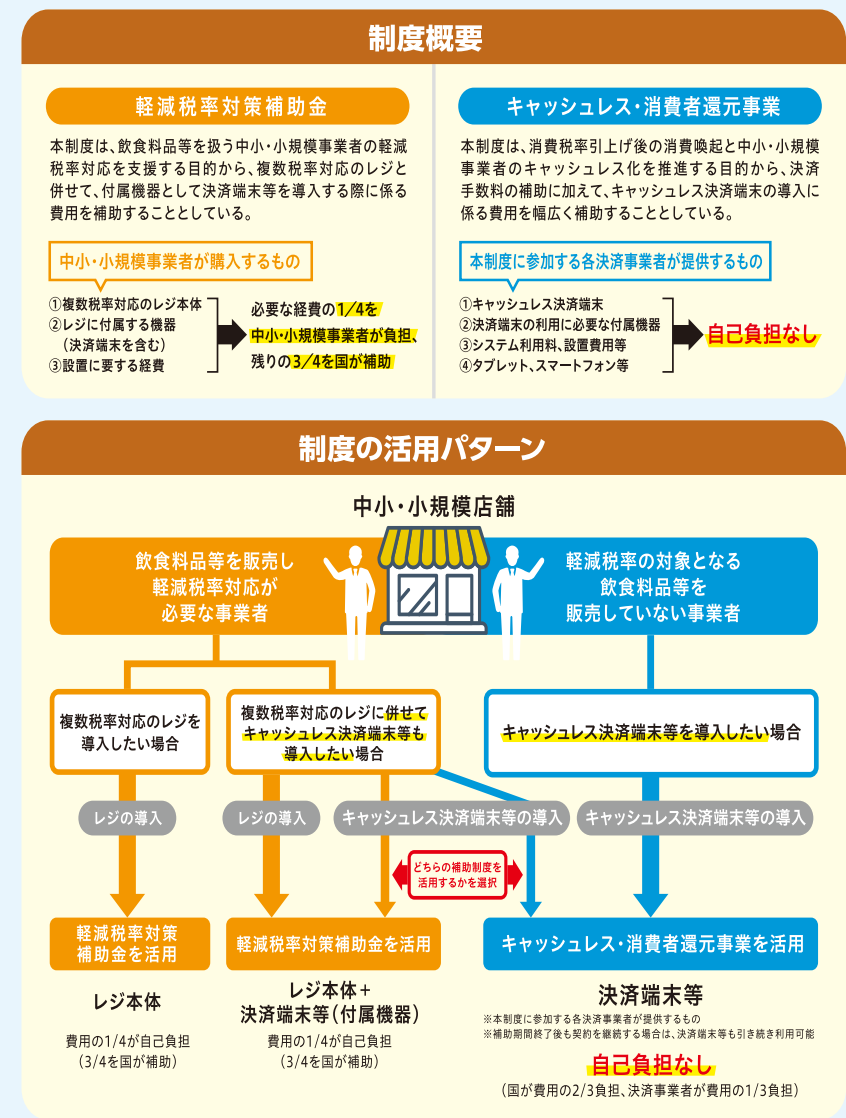 制度概要
軽減税率対策補助金
本制度は、飲食料品等を扱う中小・小規模事業者の軽減
税率対応を支援する目的から、複数税率対応のレジと
併せて、付属機器として決済端末等を導入する際に係る
費用を補助することとしている。
中小・小規模事業者が購入するもの
①複数税率対応のレジ本体
②レジに付属する機器
（決済端末を含む）
③設置に要する経費
必要な経費の1/4を
中小・小規模事業者が負担、
残りの3/4を国が補助
キャッシュレス・消費者還元事業
本制度は、消費税率引上げ後の消費喚起と中小・小規模
事業者のキャッシュレス化を推進する目的から、決済
手数料の補助に加えて、キャッシュレス決済端末の導入に
係る費用を幅広く補助することとしている。
本制度に参加する各決済事業者が提供するもの
①キャッシュレス決済端末
②決済端末の利用に必要な付属機器
③システム利用料、設置費用等
④タブレット、スマートフォン等
自己負担なし
制度の活用パターン
中小・小規模店舗
飲食料品等を販売し
軽減税率対応が
必要な事業者
軽減税率の対象となる
飲食料品等を
販売していない事業者
複数税率対応のレジを
導入したい場合
複数税率対応のレジに併せて
キャッシュレス決済端末等も
導入したい場合
キャッシュレス決済端末等を導入したい場合
レジの導入
レジの導入
キャッシュレス決済端末等の導入
キャッシュレス決済端末等の導入
どちらの補助制度を
活用するかを選択
軽減税率対策
補助金を活用
軽減税率対策補助金を活用
キャッシュレス・消費者還元事業を活用
レジ本体
費用の1/4が自己負担
（3/4を国が補助）
レジ本体＋
決済端末等（付属機器）
費用の1/4が自己負担
（3/4を国が補助）
決済端末等
※本制度に参加する各決済事業者が提供するもの
※補助期間終了後も契約を継続する場合は、決済端末等も引き続き利用可能
自己負担なし
（国が費用の2/3負担、決済事業者が費用の1/3負担）